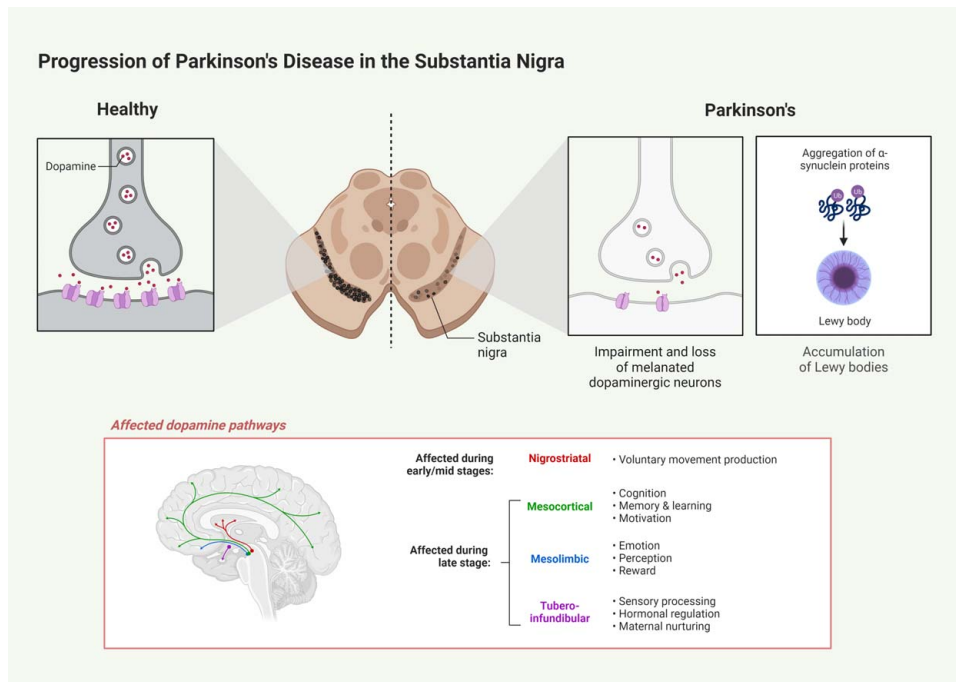 Progression of Parkinson's Disease in the Substantia Nigra
Healthy
Parkinson's
Dopamine
Aggregation of α-
synuclein proteins
Ub
Ub
Lewy body
Substantia
nigra
Impairment and loss
of melanated
dopaminergic neurons
Accumulation
of Lewy bodies
Affected dopamine pathways
Affected during
early/mid stages:
Nigrostriatal
• Voluntary movement production
Affected during
late stage:
Mesocortical
• Cognition
• Memory & learning
• Motivation
Mesolimbic
• Emotion
• Perception
• Reward
Tubero-
infundibular
• Sensory processing
• Hormonal regulation
• Maternal nurturing